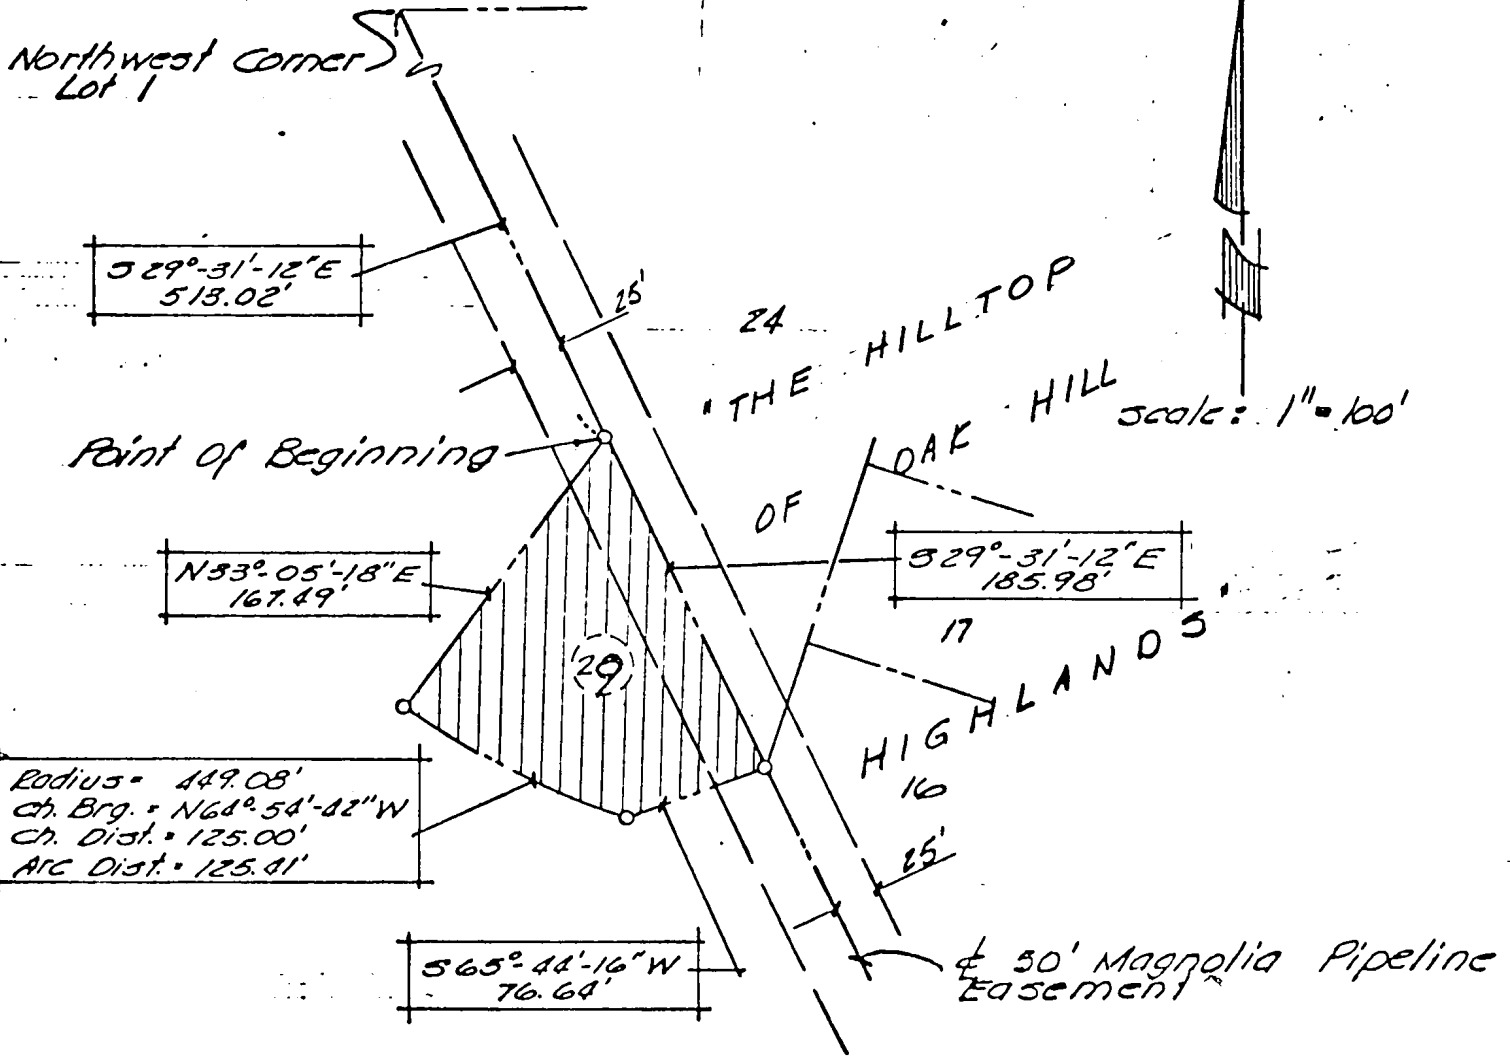 Northwest Corner
Lot 1
S 29°-31'-12"E
513.02'
25'
24
"THE HILLTOP
OF OAK HILL
HIGHLANDS"
Scale: 1"=100'
Point Of Beginning
N33°-05'-18"E
167.49'
S29°-31'-12"E
185.98'
17
29
Radius= 449.08'
Ch. Brg.= N64°-54'-42"W
Ch. Dist.= 125.00'
Arc Dist.= 125.41'
16
25'
S65°-44'-16"W
76.64'
℄ 50' Magnolia Pipeline
Easement